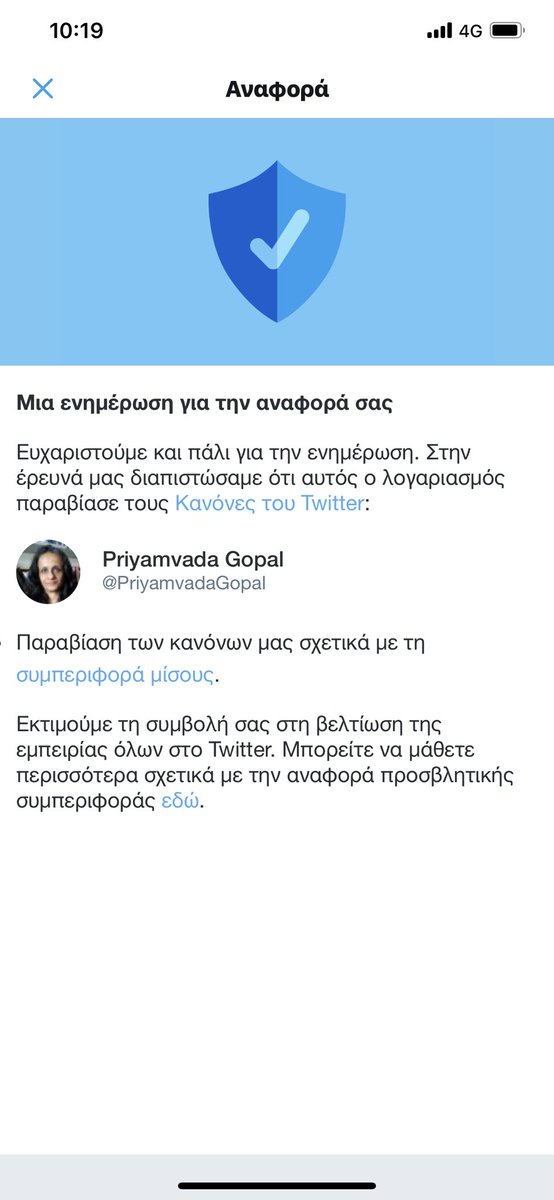 10:19
4G
Αναφορά
Μια ενημέρωση για την αναφορά σας
Ευχαριστούμε και πάλι για την ενημέρωση. Στην
έρευνά μας διαπιστώσαμε ότι αυτός ο λογαριασμός
παραβίασε τους Κανόνες του Twitter:
Priyamvada Gopal
@PriyamvadaGopal
Παραβίαση των κανόνων μας σχετικά με τη
συμπεριφορά μίσους.
Εκτιμούμε τη συμβολή σας στη βελτίωση της
εμπειρίας όλων στο Twitter. Μπορείτε να μάθετε
περισσότερα σχετικά με την αναφορά προσβλητικής
συμπεριφοράς εδώ.